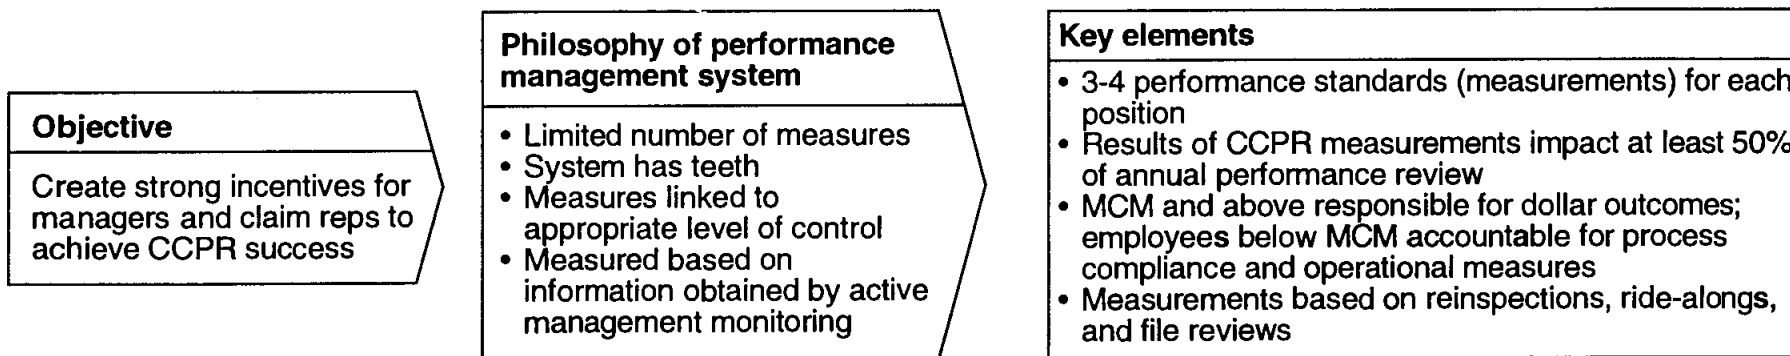 Objective
Create strong incentives for
managers and claim reps to
achieve CCPR success
Philosophy of performance
management system
• Limited number of measures
• System has teeth
• Measures linked to
appropriate level of control
• Measured based on
information obtained by active
management monitoring
Key elements
• 3-4 performance standards (measurements) for each
position
• Results of CCPR measurements impact at least 50%
of annual performance review
• MCM and above responsible for dollar outcomes;
employees below MCM accountable for process
compliance and operational measures
• Measurements based on reinspections, ride-alongs,
and file reviews